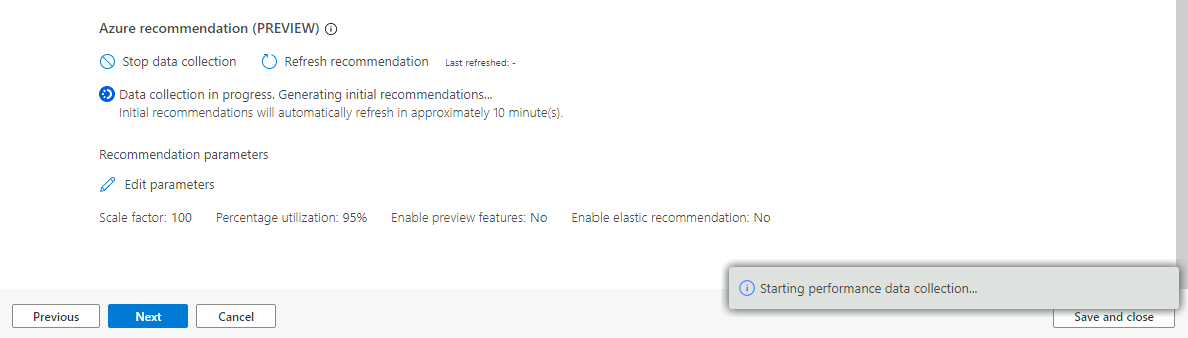 Azure recommendation (PREVIEW)
Stop data collection Refresh recommendation Last refreshed: -
Data collection in progress. Generating initial recommendations...
Initial recommendations will automatically refresh in approximately 10 minute(s).
Recommendation parameters
Edit parameters
Scale factor: 100 Percentage utilization: 95% Enable preview features: No Enable elastic recommendation: No
Starting performance data collection...
Previous Next Cancel Save and close